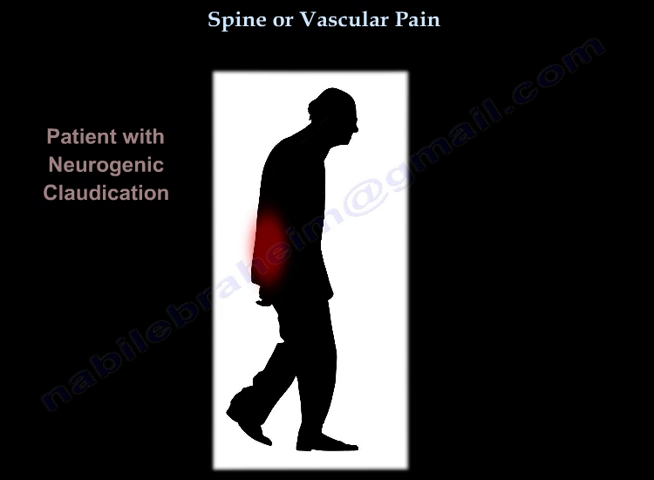 Spine or Vascular Pain
Patient with
Neurogenic
Claudication
nabilebraheim@gmail.com